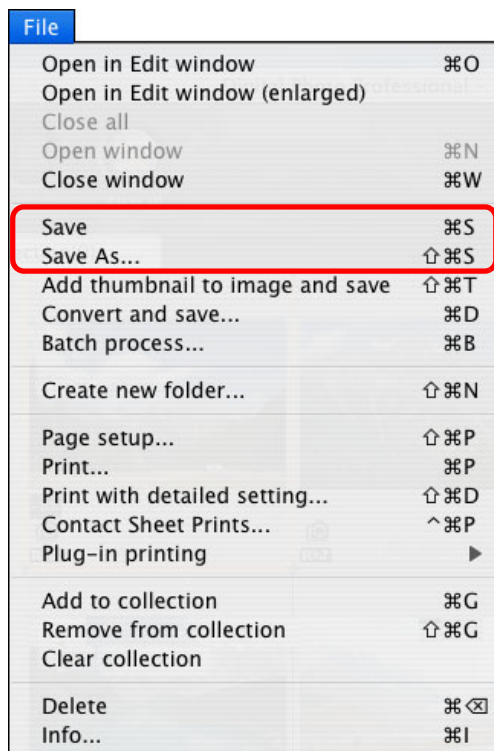 File
Open in Edit window ⌘O
Open in Edit window (enlarged)
Close all
Open window ⌘N
Close window ⌘W
Save ⌘S
Save As... ⇧⌘S
Add thumbnail to image and save ⇧⌘T
Convert and save... ⌘D
Batch process... ⌘B
Create new folder... ⇧⌘N
Page setup... ⇧⌘P
Print... ⌘P
Print with detailed setting... ⇧⌘D
Contact Sheet Prints... ^⌘P
Plug-in printing ▶
Add to collection ⌘G
Remove from collection ⇧⌘G
Clear collection
Delete ⌘⌫
Info... ⌘I